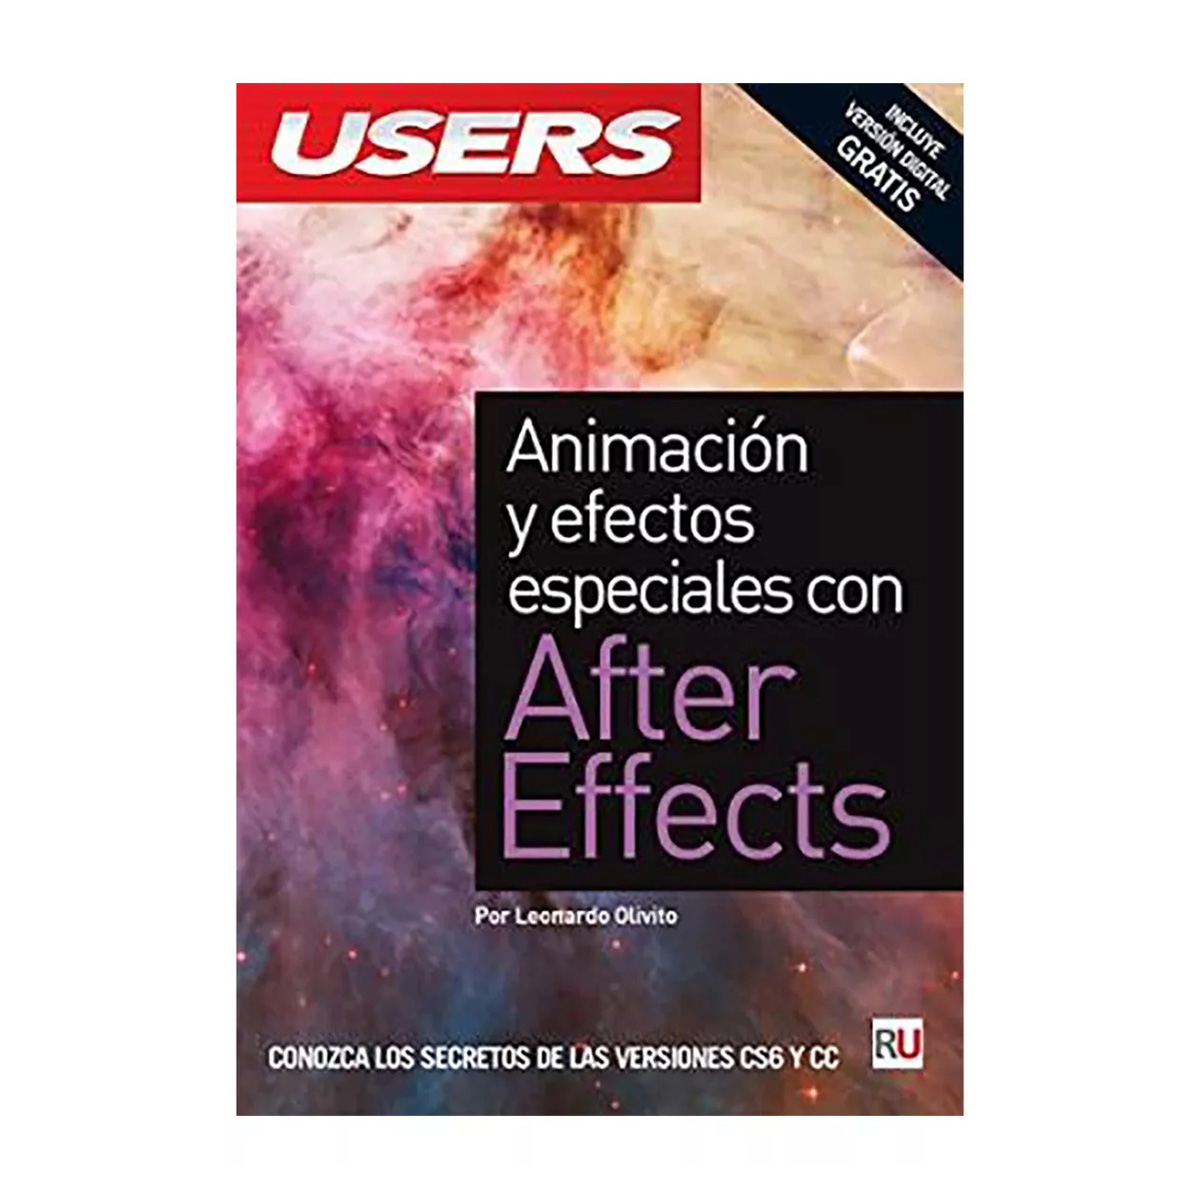 USERS
INCLUYE
VERSIÓN DIGITAL
GRATIS
Animación
y efectos
especiales con
After
Effects
Por Leonardo Olivito
CONOZCA LOS SECRETOS DE LAS VERSIONES CS6 Y CC
RU